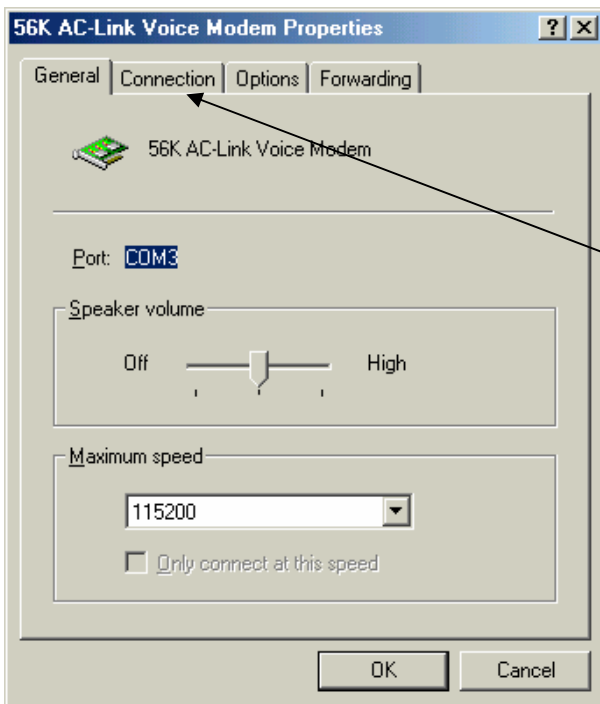 56K AC-Link Voice Modem Properties
General Connection Options Forwarding
56K AC-Link Voice Modem
Port: COM3
Speaker volume
Off High
Maximum speed
115200
Only connect at this speed
OK Cancel